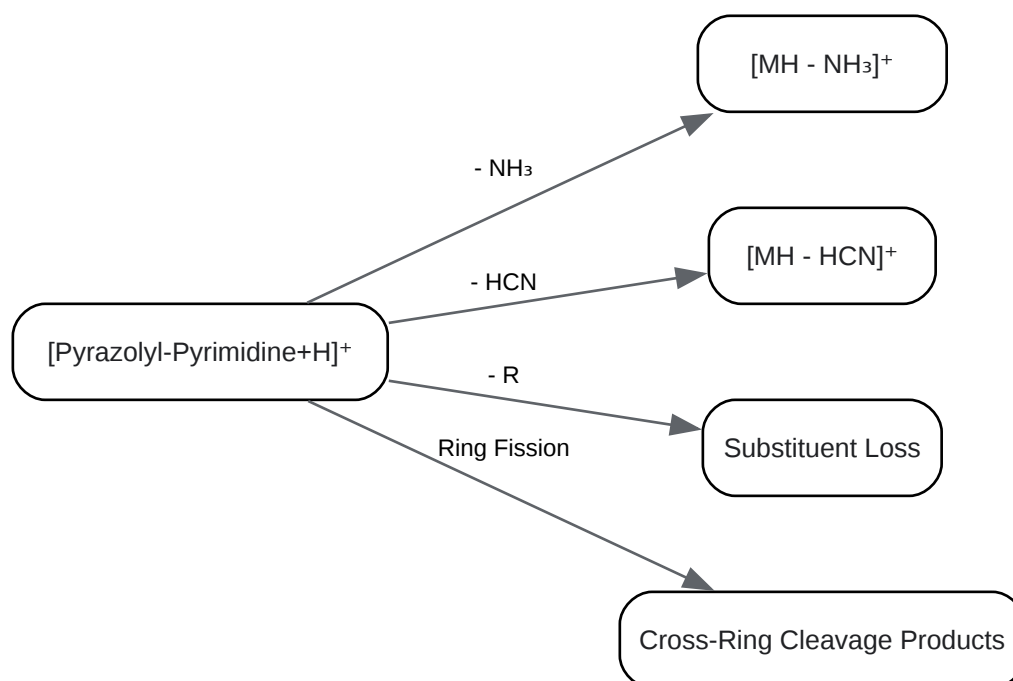 [MH - NH₃]⁺
- NH₃
[MH - HCN]⁺
- HCN
[Pyrazolyl-Pyrimidine+H]⁺
- R
Substituent Loss
Ring Fission
Cross-Ring Cleavage Products